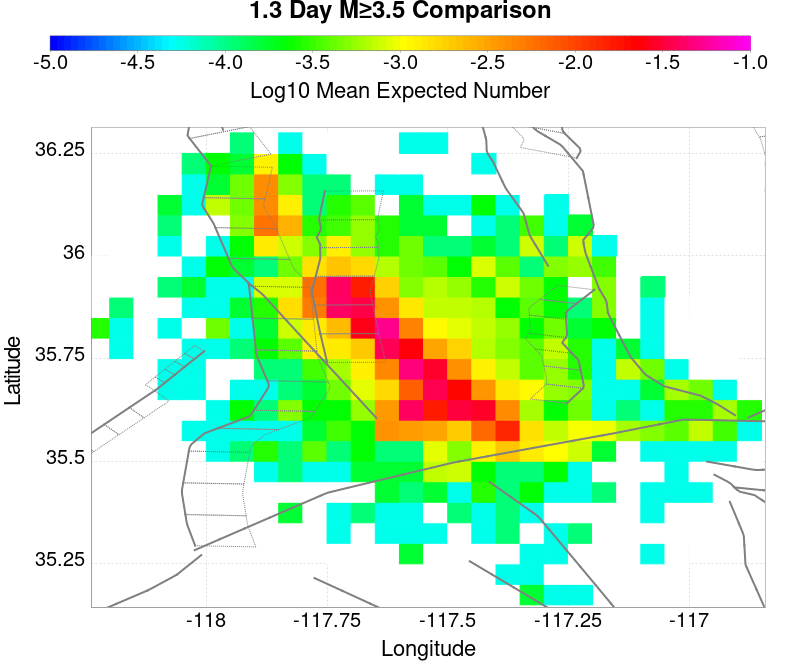 1.3 Day M≥3.5 Comparison
-5.0 -4.5 -4.0 -3.5 -3.0 -2.5 -2.0 -1.5 -1.0
Log10 Mean Expected Number
36.25
36
35.75
35.5
35.25
Latitude
-118 -117.75 -117.5 -117.25 -117
Longitude